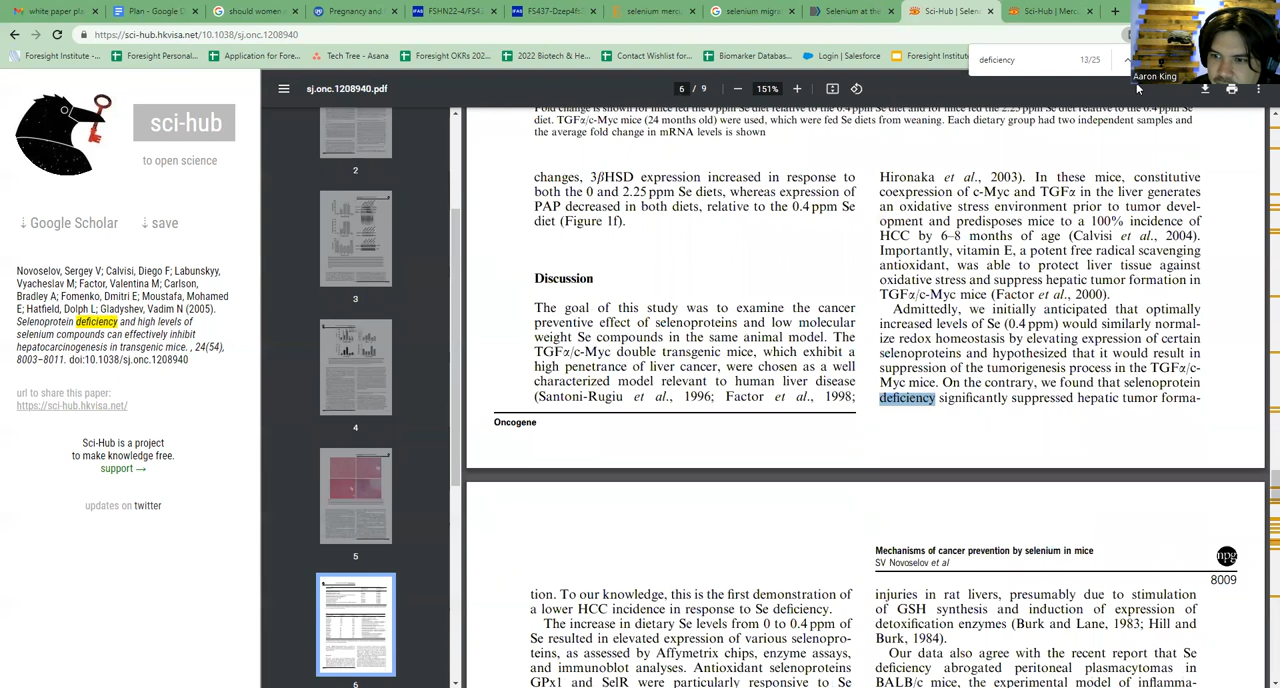 white paper plan
Plan - Google D
should women
Pregnancy and
FSHN22-4/FS4
FS437-Dzep4f
selenium mercu
selenium migra
Selenium at the
Sci-Hub | Selen
Sci-Hub | Merc
https://sci-hub.hkvisa.net/10.1038/sj.onc.1208940
Foresight Institute -...
Foresight Personal...
Application for Fore...
Tech Tree - Asana
Foresight OKRs 202...
2022 Biotech & He...
Contact Wishlist for...
Biomarker Databas...
Login | Salesforce
Foresight Institute
deficiency
13/25
Aaron King
sj.onc.1208940.pdf
6 / 9
151%
sci-hub
to open science
↓ Google Scholar
↓ save
Novoselov, Sergey V; Calvisi, Diego F; Labunskyy,
Vyacheslav M; Factor, Valentina M; Carlson,
Bradley A; Fomenko, Dmitri E; Moustafa, Mohamed
E; Hatfield, Dolph L; Gladyshev, Vadim N (2005).
Selenoprotein deficiency and high levels of
selenium compounds can effectively inhibit
hepatocarcinogenesis in transgenic mice. , 24(54),
8003–8011. doi:10.1038/sj.onc.1208940
url to share this paper:
https://sci-hub.hkvisa.net/
Sci-Hub is a project
to make knowledge free.
support →
updates on twitter
2
3
4
5
6
Fold change is shown for mice fed the 0 ppm Se diet relative to the 0.4 ppm Se diet and for mice fed the 2.25 ppm Se diet relative to the 0.4 ppm Se
diet. TGFα/c-Myc mice (24 months old) were used, which were fed Se diets from weaning. Each dietary group had two independent samples and
the average fold change in mRNA levels is shown
changes, 3βHSD expression increased in response to
both the 0 and 2.25 ppm Se diets, whereas expression of
PAP decreased in both diets, relative to the 0.4 ppm Se
diet (Figure 1f).
Discussion
The goal of this study was to examine the cancer
preventive effect of selenoproteins and low molecular
weight Se compounds in the same animal model. The
TGFα/c-Myc double transgenic mice, which exhibit a
high penetrance of liver cancer, were chosen as a well
characterized model relevant to human liver disease
(Santoni-Rugiu et al., 1996; Factor et al., 1998;
Oncogene
Hironaka et al., 2003). In these mice, constitutive
coexpression of c-Myc and TGFα in the liver generates
an oxidative stress environment prior to tumor devel-
opment and predisposes mice to a 100% incidence of
HCC by 6–8 months of age (Calvisi et al., 2004).
Importantly, vitamin E, a potent free radical scavenging
antioxidant, was able to protect liver tissue against
oxidative stress and suppress hepatic tumor formation in
TGFα/c-Myc mice (Factor et al., 2000).
Admittedly, we initially anticipated that optimally
increased levels of Se (0.4 ppm) would similarly normal-
ize redox homeostasis by elevating expression of certain
selenoproteins and hypothesized that it would result in
suppression of the tumorigenesis process in the TGFα/c-
Myc mice. On the contrary, we found that selenoprotein
deficiency significantly suppressed hepatic tumor forma-
Mechanisms of cancer prevention by selenium in mice
SV Novoselov et al
npg
8009
tion. To our knowledge, this is the first demonstration of
a lower HCC incidence in response to Se deficiency.
The increase in dietary Se levels from 0 to 0.4 ppm of
Se resulted in elevated expression of various selenopro-
teins, as assessed by Affymetrix chips, enzyme assays,
and immunoblot analyses. Antioxidant selenoproteins
GPx1 and SelR were particularly responsive to Se
injuries in rat livers, presumably due to stimulation
of GSH synthesis and induction of expression of
detoxification enzymes (Burk and Lane, 1983; Hill and
Burk, 1984).
Our data also agree with the recent report that Se
deficiency abrogated peritoneal plasmacytomas in
BALB/c mice, the experimental model of inflamma-